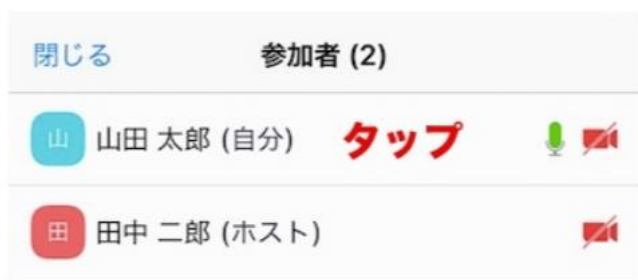 閉じる 参加者 (2)
山 山田 太郎 (自分) タップ
田 田中 二郎 (ホスト)